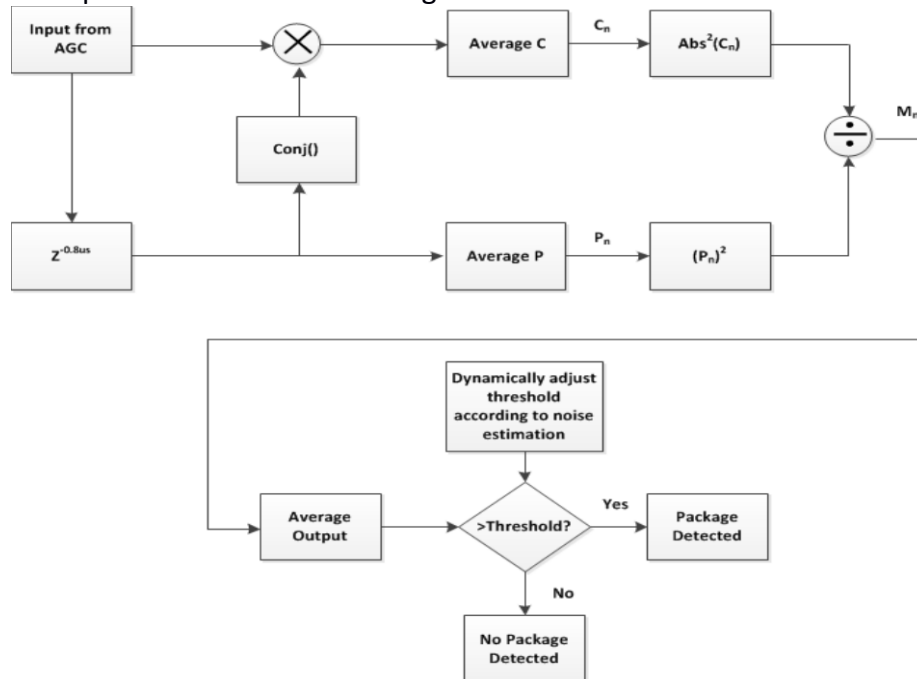 Input from
AGC
Average C
Cn
Abs²(Cn)
Mn
Conj()
Z-0.8us
Average P
Pn
(Pn)²
Dynamically adjust
threshold
according to noise
estimation
Average
Output
>Threshold?
Yes
Package
Detected
No
No Package
Detected